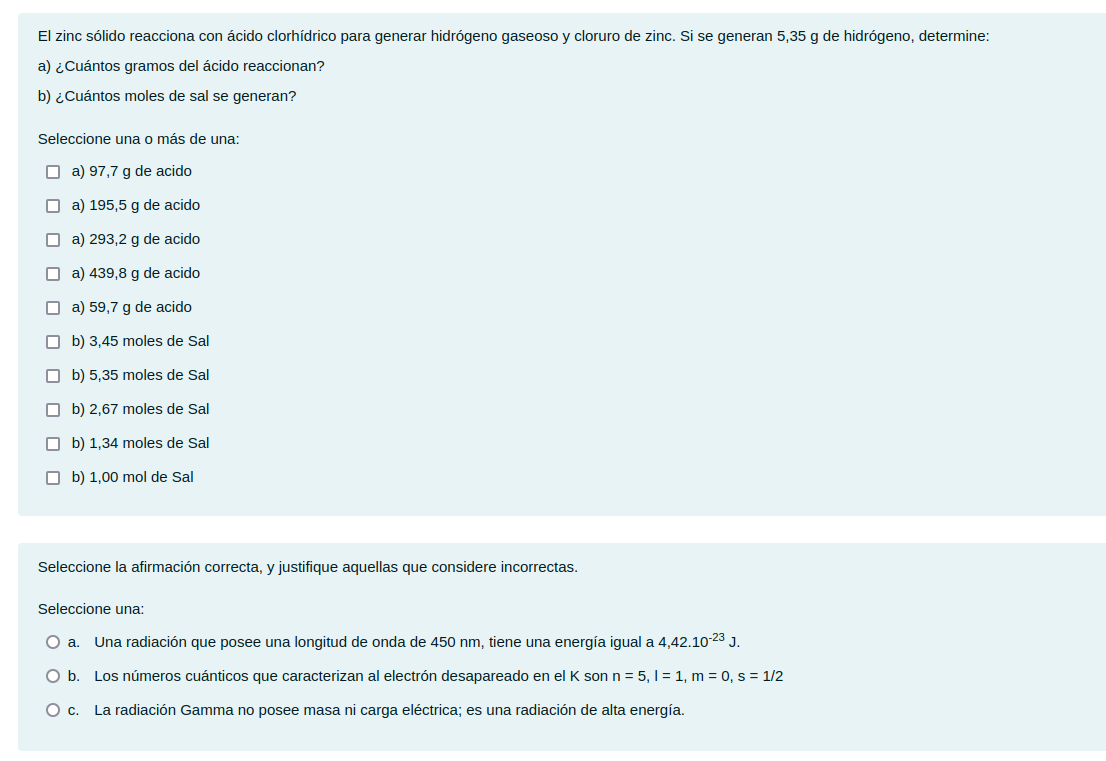 El zinc sólido reacciona con ácido clorhídrico para generar hidrógeno gaseoso y cloruro de zinc. Si se generan 5,35 g de hidrógeno, determine:
a) ¿Cuántos gramos del ácido reaccionan?
b) ¿Cuántos moles de sal se generan?
Seleccione una o más de una:
a) 97,7 g de acido
a) 195,5 g de acido
a) 293,2 g de acido
a) 439,8 g de acido
a) 59,7 g de acido
b) 3,45 moles de Sal
b) 5,35 moles de Sal
b) 2,67 moles de Sal
b) 1,34 moles de Sal
b) 1,00 mol de Sal
Seleccione la afirmación correcta, y justifique aquellas que considere incorrectas.
Seleccione una:
a. Una radiación que posee una longitud de onda de 450 nm, tiene una energía igual a 4,42.10⁻²³ J.
b. Los números cuánticos que caracterizan al electrón desapareado en el K son n = 5, l = 1, m = 0, s = 1/2
c. La radiación Gamma no posee masa ni carga eléctrica; es una radiación de alta energía.